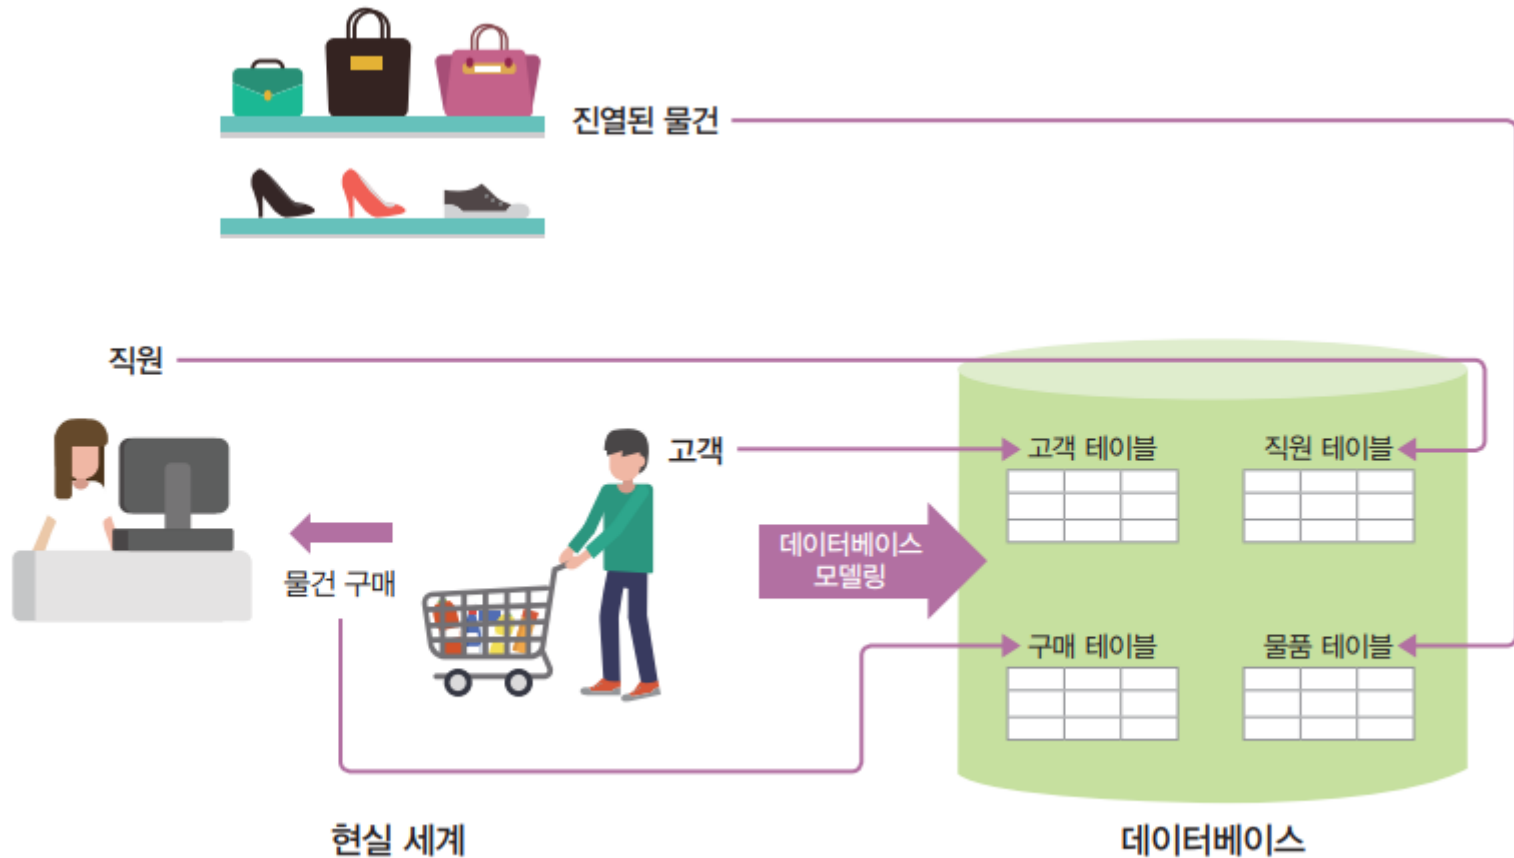 진열된 물건
직원
고객
고객 테이블
직원 테이블
데이터베이스
모델링
물건 구매
구매 테이블
물품 테이블
현실 세계
데이터베이스